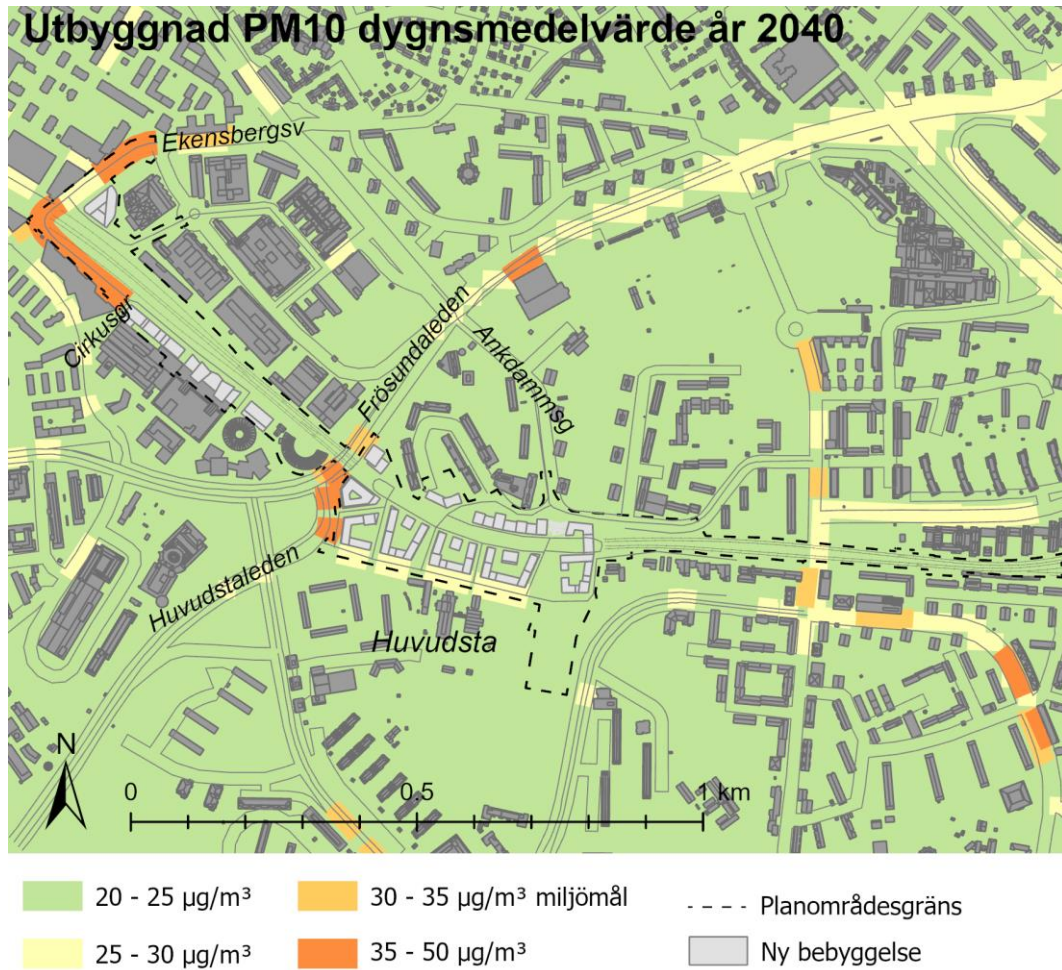 Utbyggnad PM10 dygnsmedelvärde år 2040
Ekensbergsv
Cirkusgr
Frösundaleden
Ankdammsg
Huvudstaleden
Huvudsta
N
0 0.5 1 km
20 - 25 µg/m³
30 - 35 µg/m³ miljömål
Planområdesgräns
25 - 30 µg/m³
35 - 50 µg/m³
Ny bebyggelse